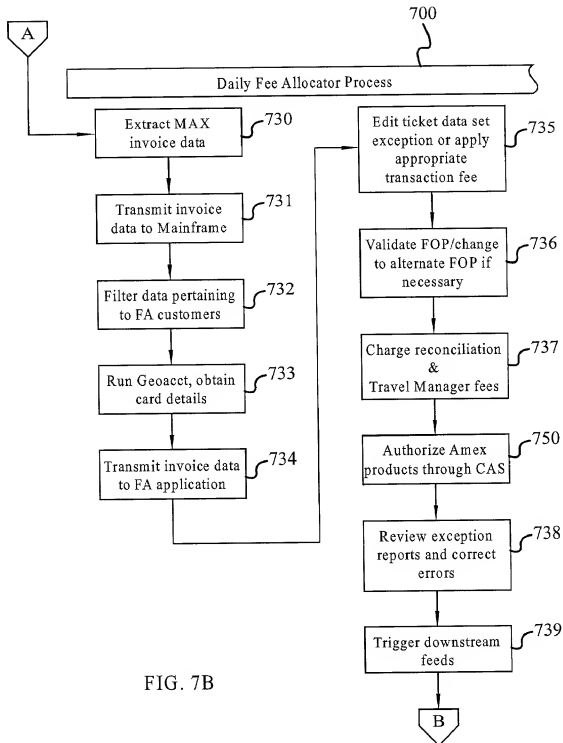 A
700
Daily Fee Allocator Process
Extract MAX
invoice data
730
Transmit invoice
data to Mainframe
731
Filter data pertaining
to FA customers
732
Run Geoacct, obtain
card details
733
Transmit invoice data
to FA application
734
Edit ticket data set
exception or apply
appropriate
transaction fee
735
Validate FOP/change
to alternate FOP if
necessary
736
Charge reconciliation
&
Travel Manager fees
737
Authorize Amex
products through CAS
750
Review exception
reports and correct
errors
738
Trigger downstream
feeds
739
B
FIG. 7B